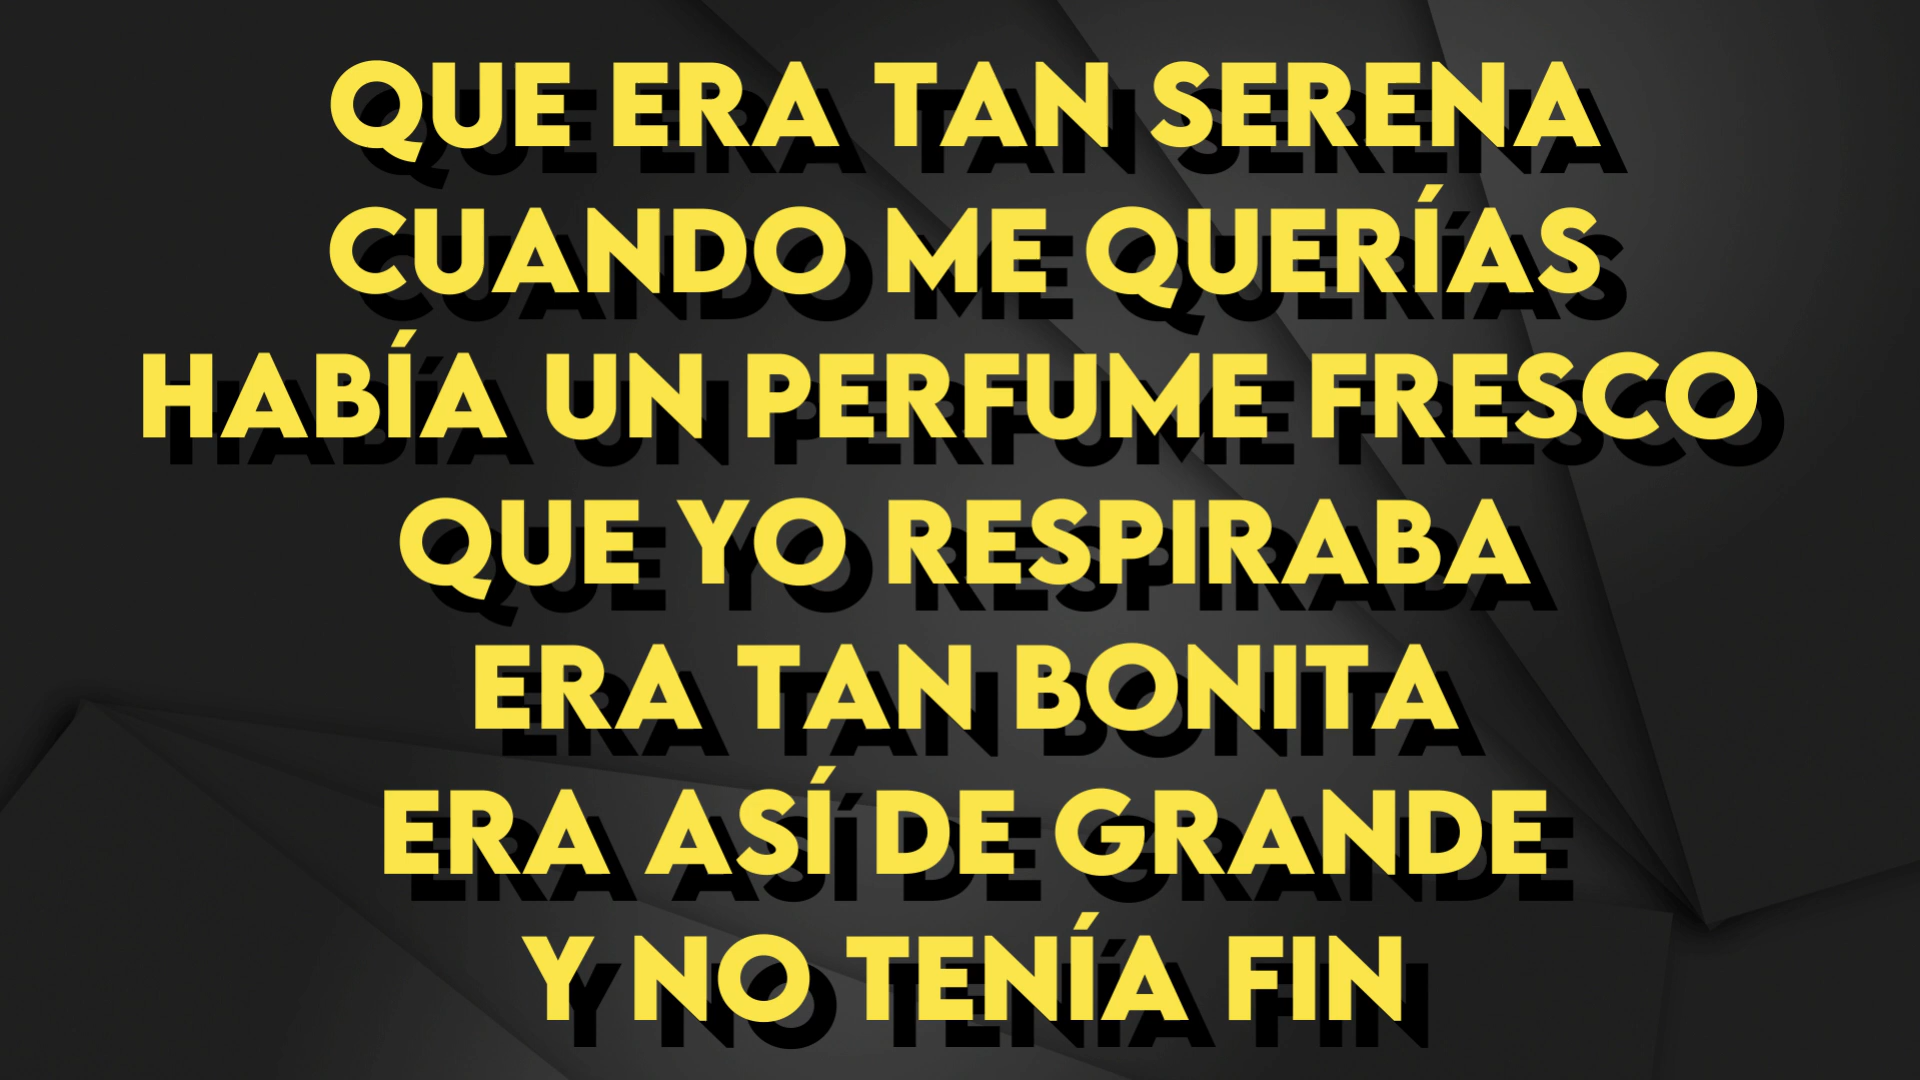 QUE ERA TAN SERENA
CUANDO ME QUERÍAS
HABÍA UN PERFUME FRESCO
QUE YO RESPIRABA
ERA TAN BONITA
ERA ASÍ DE GRANDE
Y NO TENÍA FIN